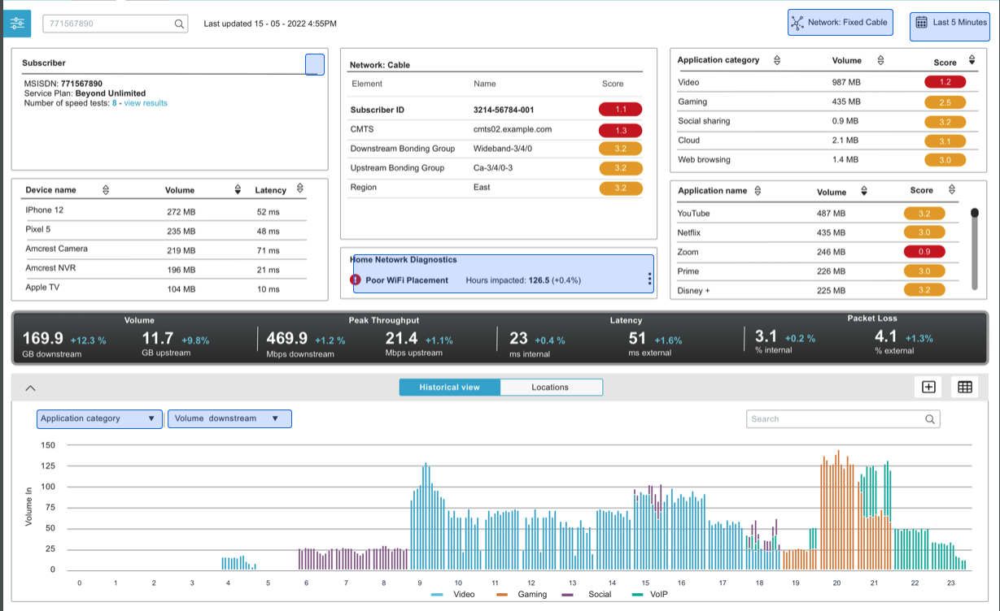 771567890
Last updated 15 - 05 - 2022 4:55PM
Network: Fixed Cable
Last 5 Minutes
Subscriber
MSISDN: 771567890
Service Plan: Beyond Unlimited
Number of speed tests: 8 - view results
Device name Volume Latency
IPhone 12 272 MB 52 ms
Pixel 5 235 MB 48 ms
Amcrest Camera 219 MB 71 ms
Amcrest NVR 196 MB 21 ms
Apple TV 104 MB 10 ms
Network: Cable
Element Name Score
Subscriber ID 3214-56784-001 1.1
CMTS cmts02.example.com 1.3
Downstream Bonding Group Wideband-3/4/0 3.2
Upstream Bonding Group Ca-3/4/0-3 3.2
Region East 3.2
Home Netowrk Diagnostics
! Poor WiFi Placement Hours impacted: 126.5 (+0.4%)
Application category Volume Score
Video 987 MB 1.2
Gaming 435 MB 2.5
Social sharing 0.9 MB 3.2
Cloud 2.1 MB 3.1
Web browsing 1.4 MB 3.0
Application name Volume Score
YouTube 487 MB 3.2
Netflix 435 MB 3.0
Zoom 246 MB 0.9
Prime 226 MB 3.0
Disney + 225 MB 3.2
Volume
169.9 +12.3 % 11.7 +9.8%
GB downstream GB upstream
Peak Throughput
469.9 +1.2 % 21.4 +1.1%
Mbps downstream Mbps upstream
Latency
23 +0.4 % 51 +1.6%
ms internal ms external
Packet Loss
3.1 +0.2 % 4.1 +1.3%
% internal % external
Historical view Locations
Application category Volume downstream
Search
Volume In
150
125
100
75
50
25
0
0 1 2 3 4 5 6 7 8 9 10 11 12 13 14 15 16 17 18 19 20 21 22 23
Video Gaming Social VoIP